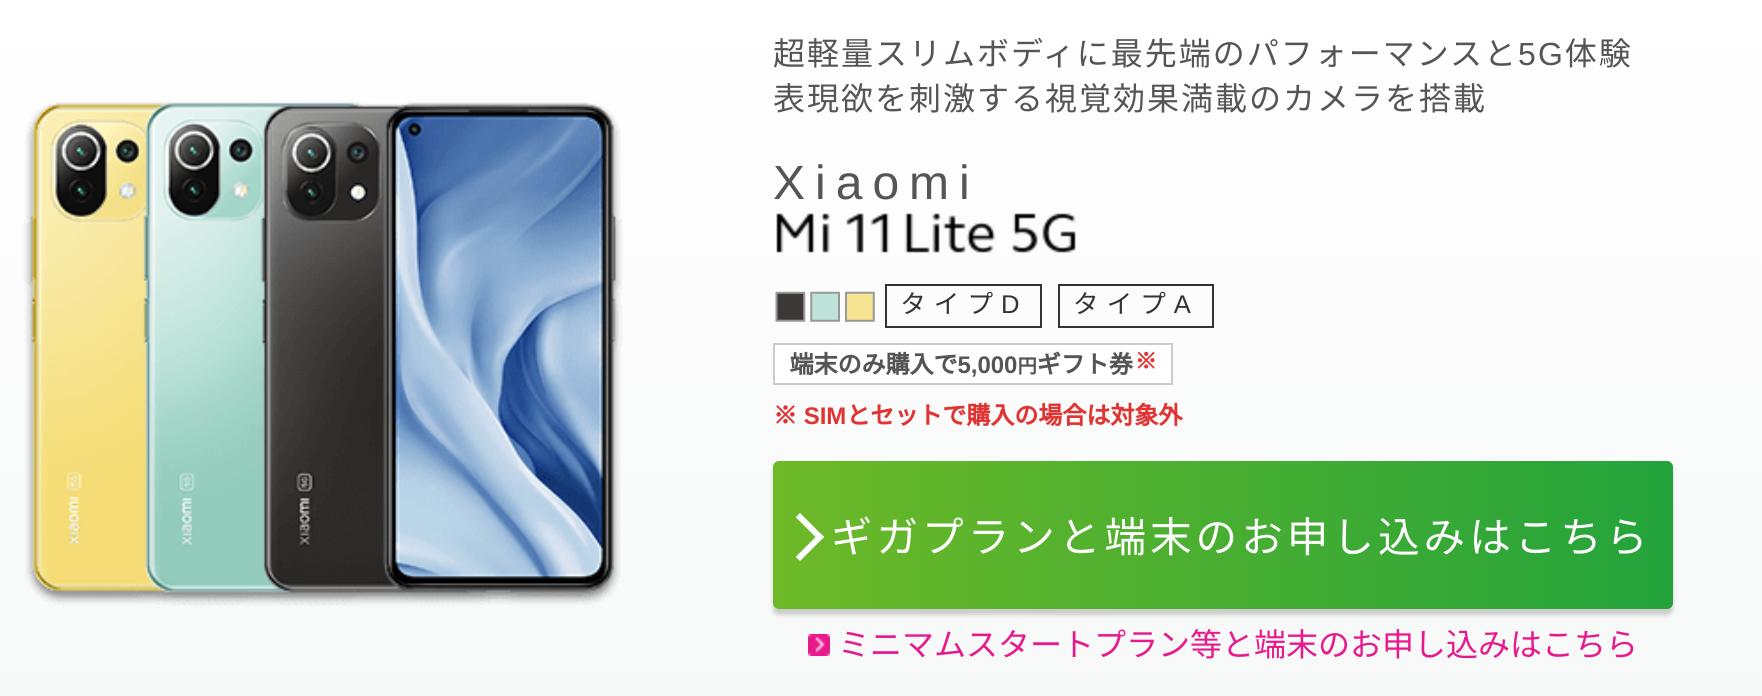 超軽量スリムボディに最先端のパフォーマンスと5G体験
表現欲を刺激する視覚効果満載のカメラを搭載
Xiaomi
Mi 11 Lite 5G
タイプD タイプA
端末のみ購入で5,000円ギフト券※
※ SIMとセットで購入の場合は対象外
ギガプランと端末のお申し込みはこちら
ミニマムスタートプラン等と端末のお申し込みはこちら
xiaomi 5G
xiaomi 5G
xiaomi 5G